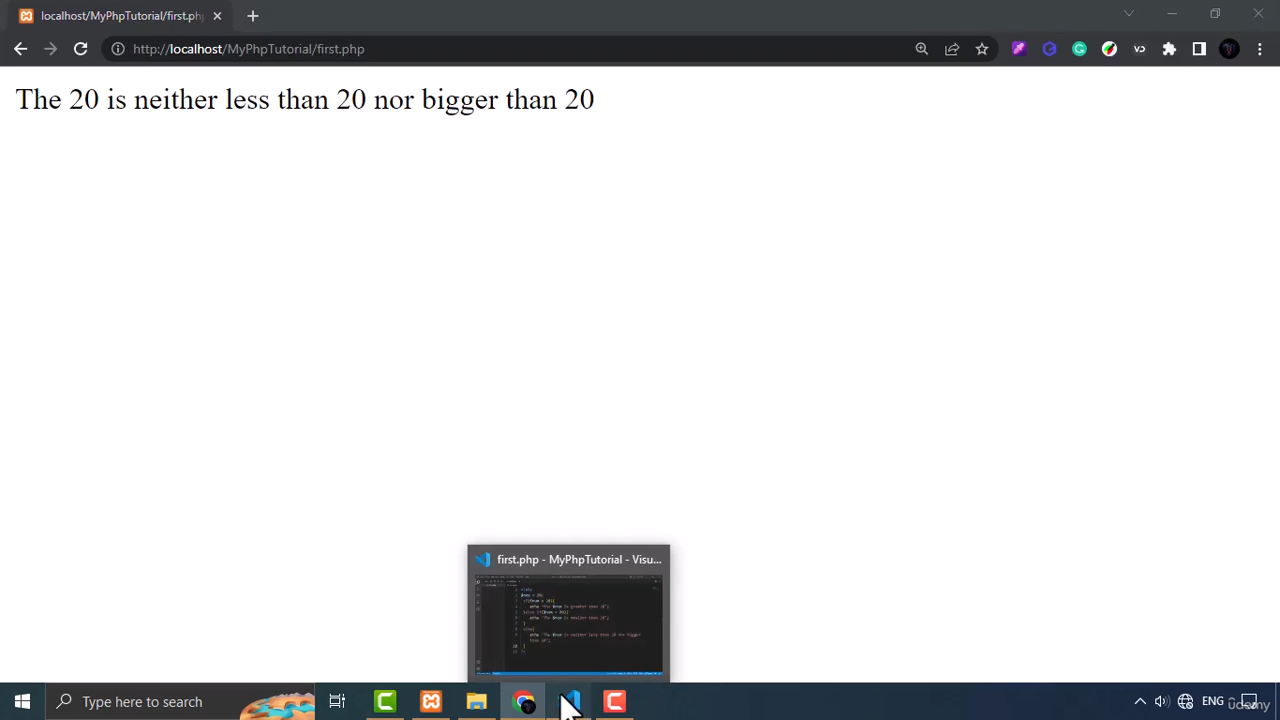 localhost/MyPhpTutorial/first.ph
http://localhost/MyPhpTutorial/first.php
The 20 is neither less than 20 nor bigger than 20
first.php - MyPhpTutorial - Visu...
Type here to search
ENG
ûdemy